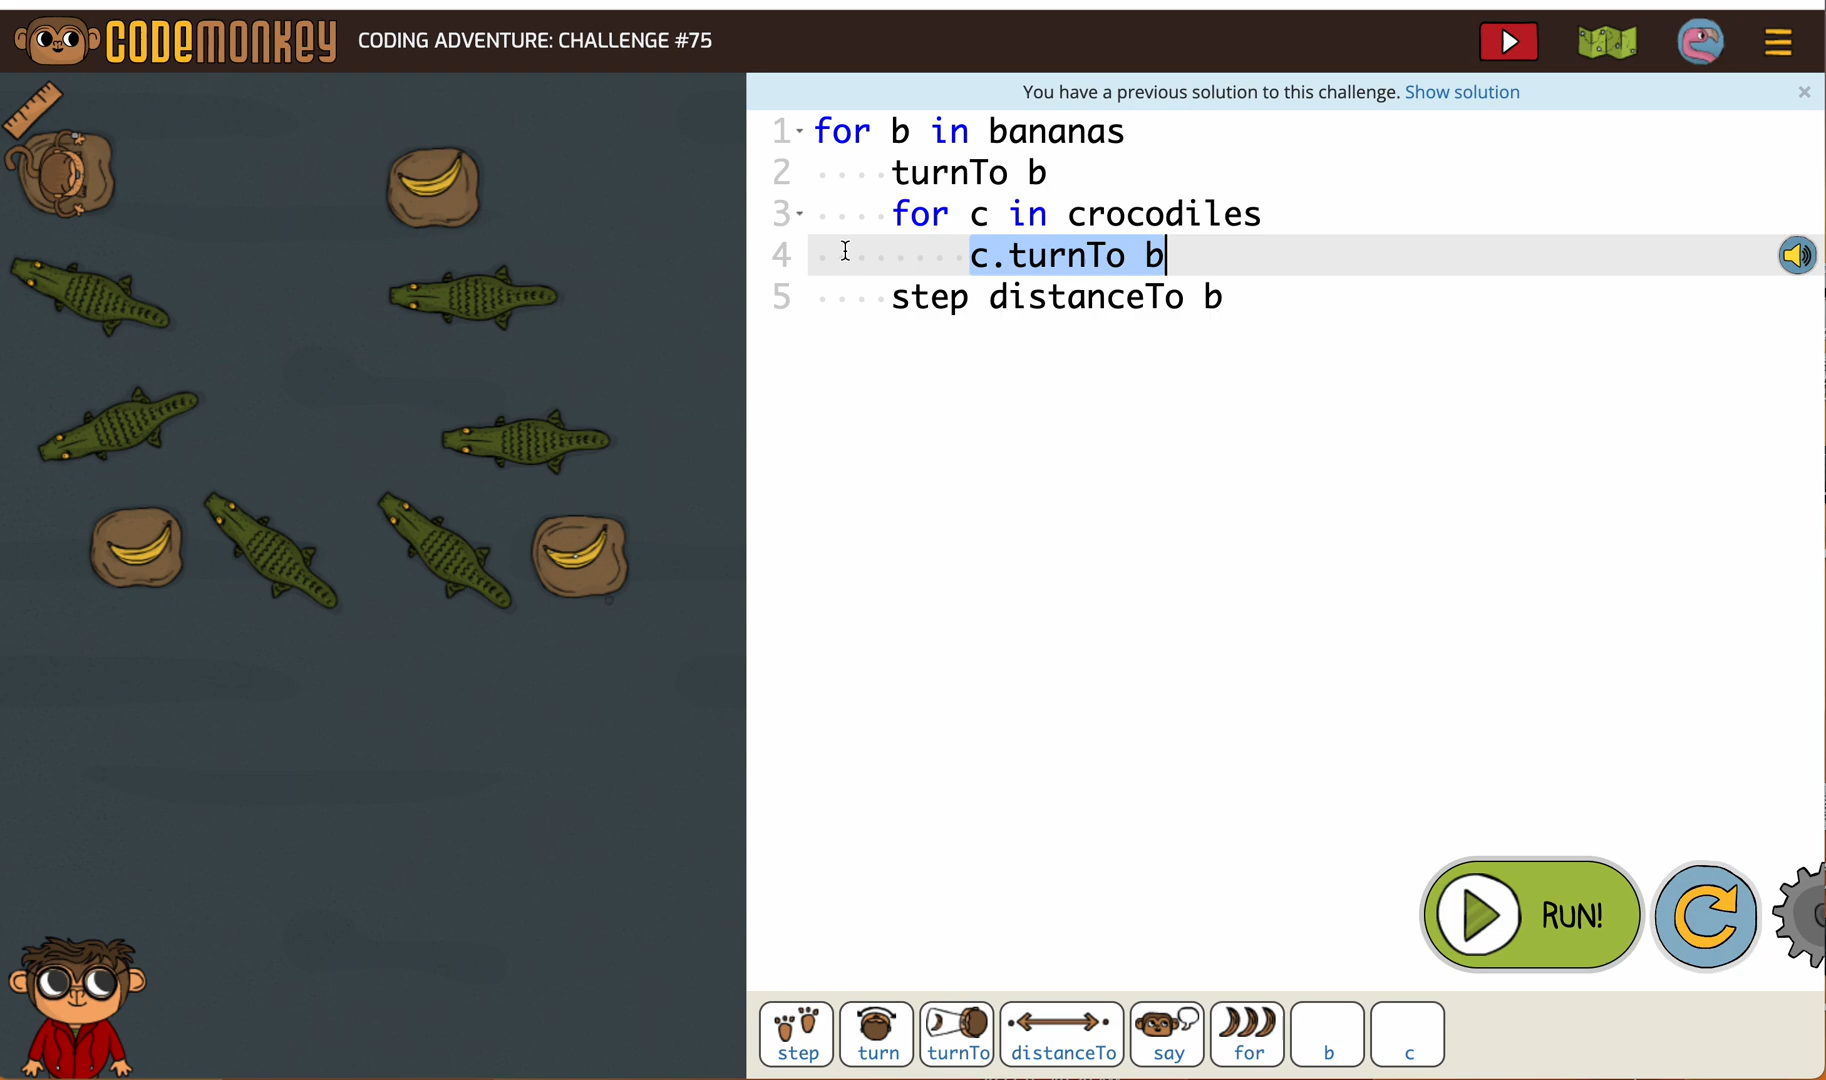 CODEMONKEY CODING ADVENTURE: CHALLENGE #75
You have a previous solution to this challenge. Show solution ×
1 for b in bananas
2 turnTo b
3 for c in crocodiles
4 c.turnTo b
5 step distanceTo b
RUN!
step turn turnTo distanceTo say for b c